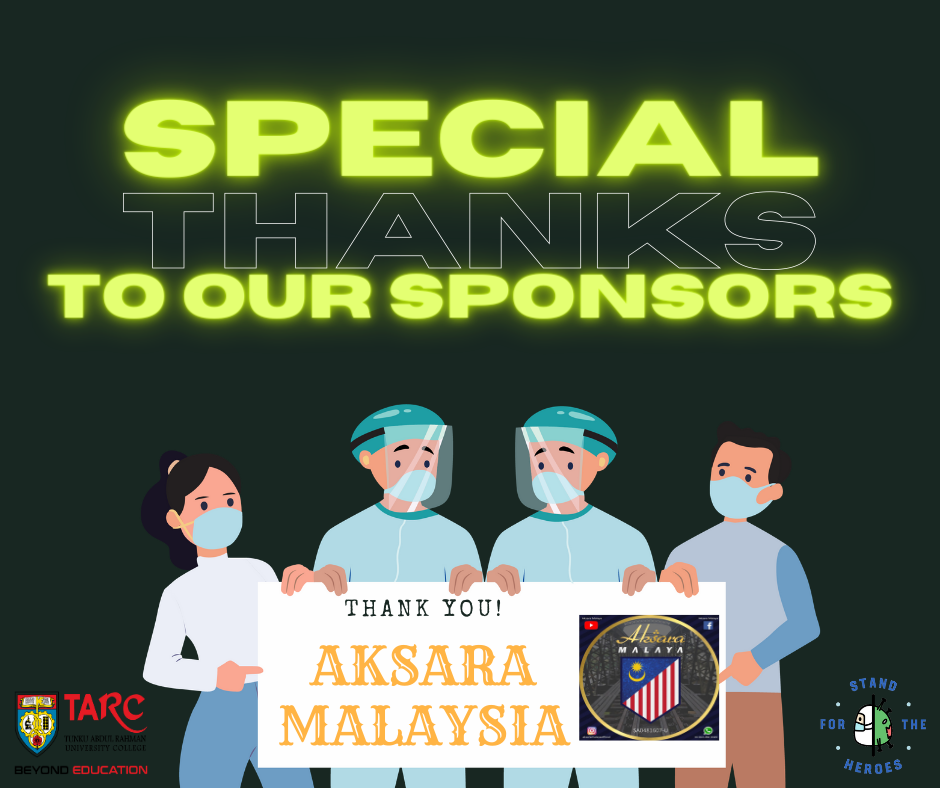 SPECIAL
THANKS
TO OUR SPONSORS
THANK YOU!
AKSARA
MALAYSIA
Aksara
MALAYA
TARC
TUNKU ABDUL RAHMAN
UNIVERSITY COLLEGE
BEYOND EDUCATION
STAND
FOR THE
HEROES